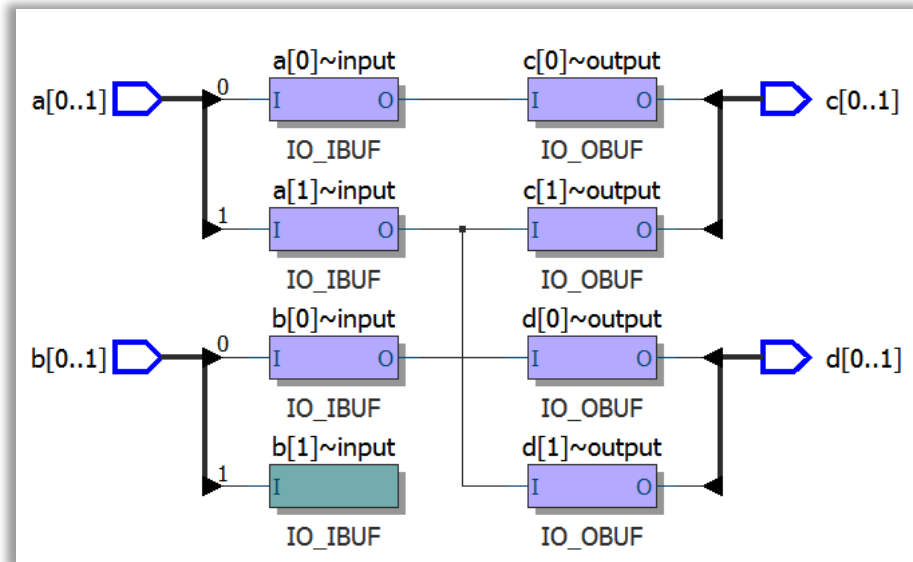 a[0]~input c[0]~output
a[0..1] 0 I O I O c[0..1]
IO_IBUF IO_OBUF
a[1]~input c[1]~output
1 I O I O
IO_IBUF IO_OBUF
b[0]~input d[0]~output
b[0..1] 0 I O I O d[0..1]
IO_IBUF IO_OBUF
b[1]~input d[1]~output
1 I I O
IO_IBUF IO_OBUF